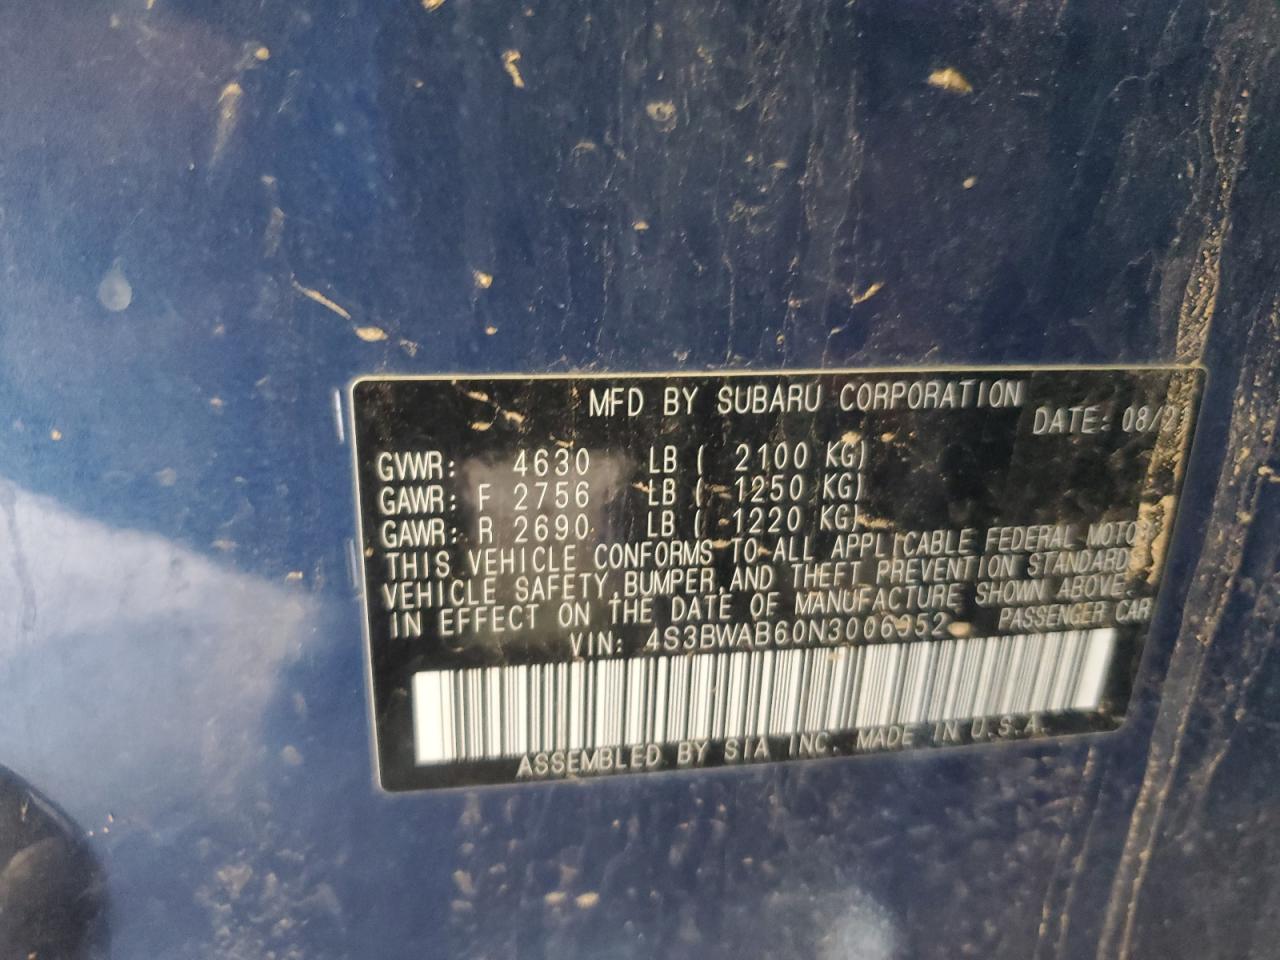 MFD BY SUBARU CORPORATION
DATE: 08/21
GVWR: 4630 LB ( 2100 KG)
GAWR: F 2756 LB ( 1250 KG)
GAWR: R 2690 LB ( 1220 KG)
THIS VEHICLE CONFORMS TO ALL APPLICABLE FEDERAL MOTOR
VEHICLE SAFETY,BUMPER,AND THEFT PREVENTION STANDARDS
IN EFFECT ON THE DATE OF MANUFACTURE SHOWN ABOVE.
VIN: 4S3BWAB60N3006952 PASSENGER CAR
ASSEMBLED BY SIA INC. MADE IN U.S.A.